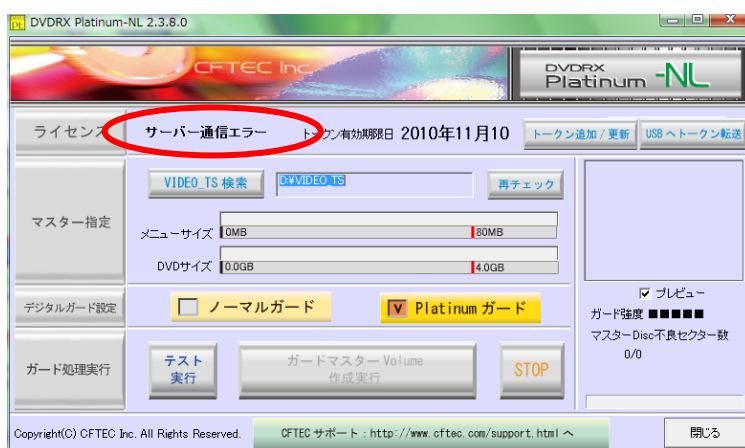 DVDRX Platinum-NL 2.3.8.0
CFTEC Inc.
DVDRX
Platinum -NL
ライセンス
サーバー通信エラー
トークン有効期限日 2010年11月10
トークン追加 / 更新
USB へトークン転送
マスター指定
VIDEO_TS 検索
D:¥VIDEO_TS
再チェック
メニューサイズ
0MB
80MB
DVDサイズ
0.0GB
4.0GB
プレビュー
デジタルガード設定
ノーマルガード
V Platinum ガード
ガード強度 ■■■■■
マスターDisc不良セクター数
0/0
ガード処理実行
テスト
実行
ガードマスター Volume
作成実行
STOP
Copyright(C) CFTEC Inc. All Rights Reserved.
CFTEC サポート : http://www.cftec.com/support.html へ
閉じる